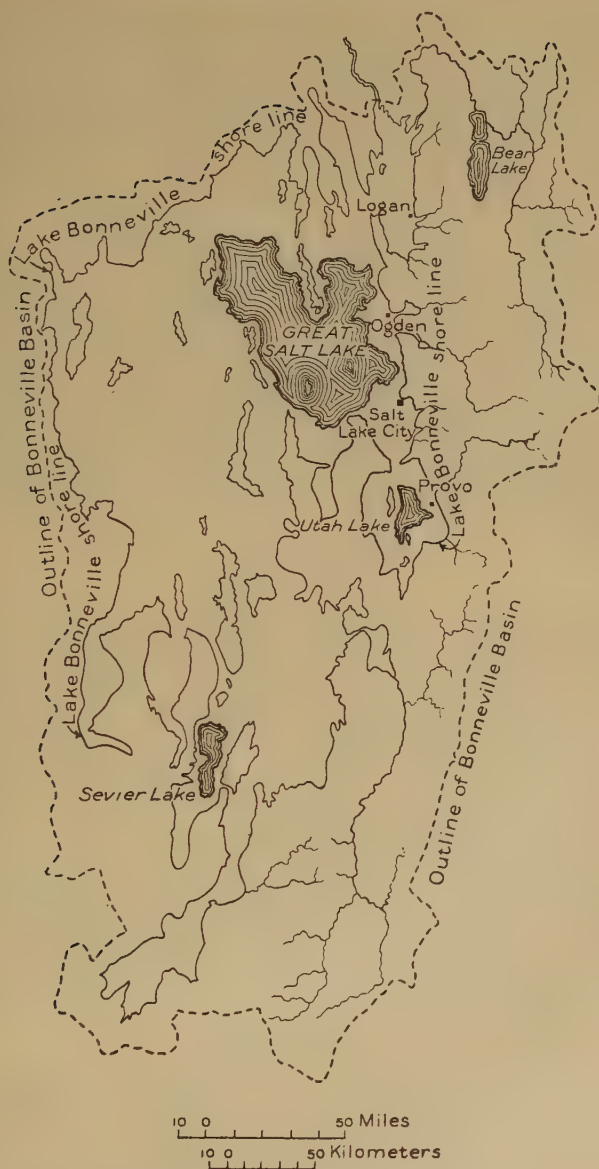 Lake Bonneville shore line
Bear
Lake
Logan
Outline of Bonneville Basin
Ogden
GREAT
SALT LAKE
Lake Bonneville shore line
Salt
Lake City
Provo
Utah Lake
Lake Bonneville shore line
Outline of Bonneville Basin
Sevier Lake
10 0 50 Miles
10 0 50 Kilometers